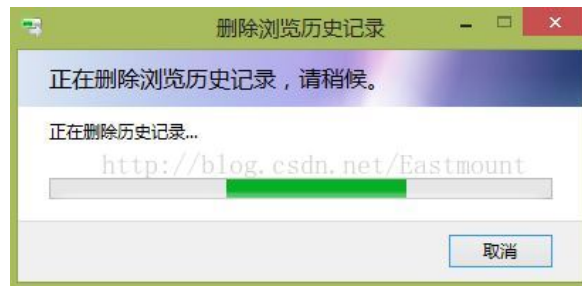 删除浏览历史记录
正在删除浏览历史记录，请稍候。
正在删除历史记录...
http://blog.csdn.net/Eastmount
取消